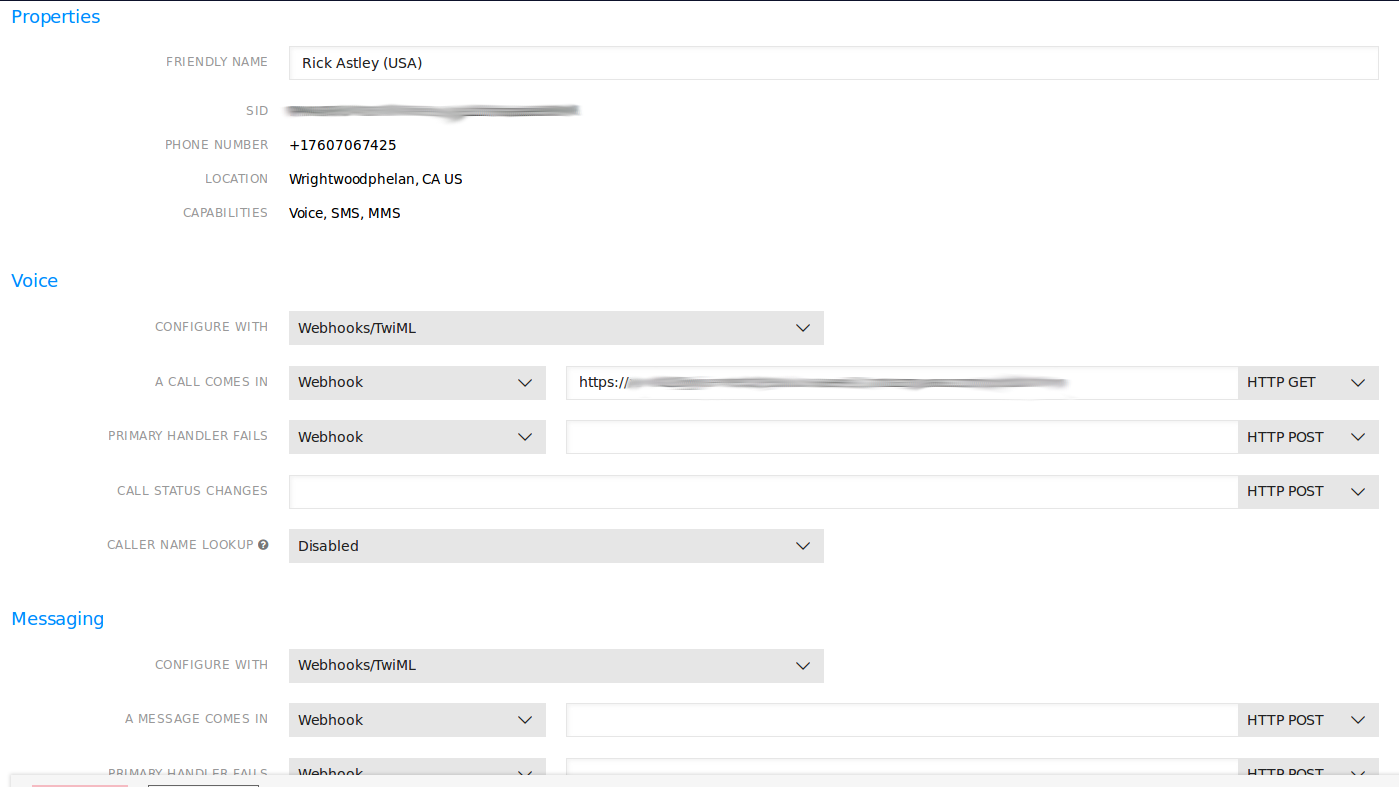 Properties
FRIENDLY NAME Rick Astley (USA)
SID
PHONE NUMBER +17607067425
LOCATION Wrightwoodphelan, CA US
CAPABILITIES Voice, SMS, MMS
Voice
CONFIGURE WITH Webhooks/TwiML
A CALL COMES IN Webhook https:// HTTP GET
PRIMARY HANDLER FAILS Webhook HTTP POST
CALL STATUS CHANGES HTTP POST
CALLER NAME LOOKUP ? Disabled
Messaging
CONFIGURE WITH Webhooks/TwiML
A MESSAGE COMES IN Webhook HTTP POST
PRIMARY HANDLER FAILS Webhook HTTP POST